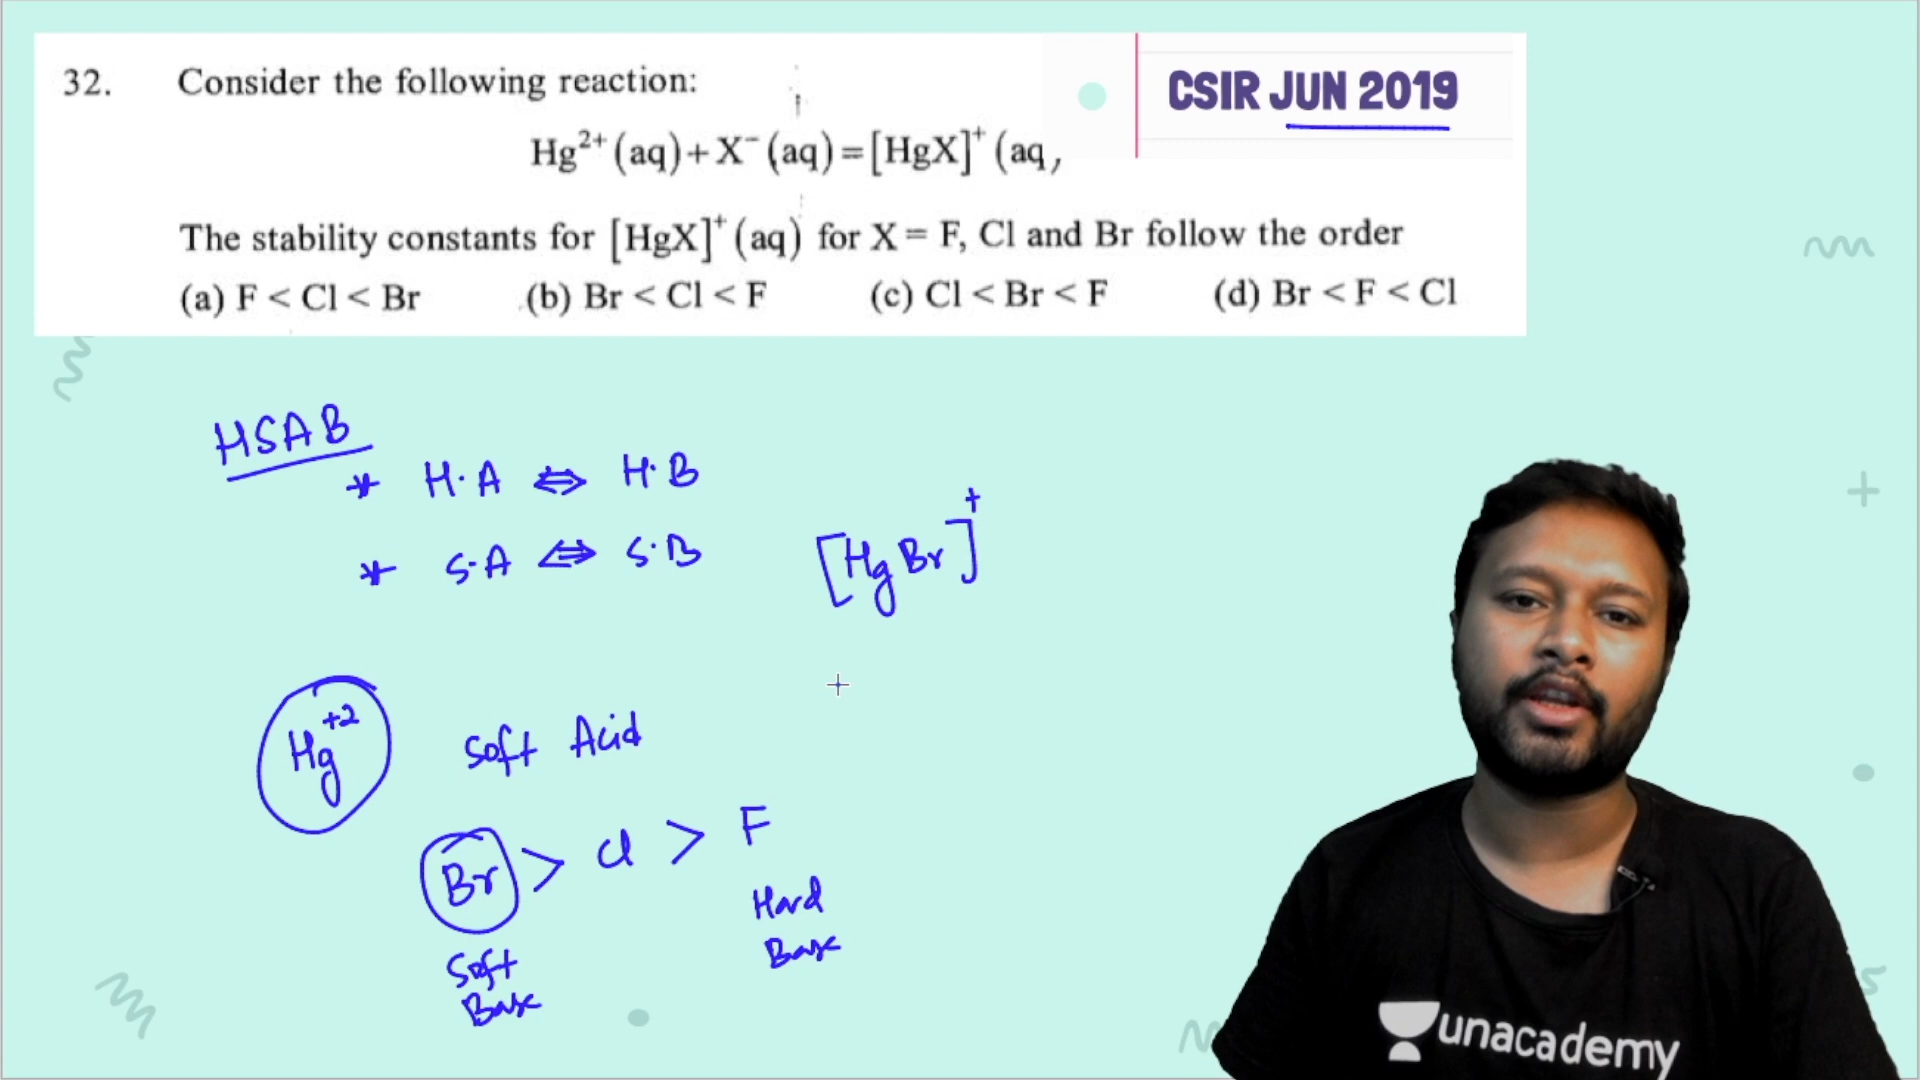 32. Consider the following reaction:
CSIR JUN 2019
Hg²⁺ (aq) + X⁻ (aq) = [HgX]⁺ (aq,
The stability constants for [HgX]⁺ (aq) for X = F, Cl and Br follow the order
(a) F < Cl < Br (b) Br < Cl < F (c) Cl < Br < F (d) Br < F < Cl
HSAB
* H·A ⇔ H·B
* S·A ⇔ S·B
[HgBr]⁺
Hg⁺² Soft Acid
Br > Cl > F
Soft Base
Hard Base
unacademy